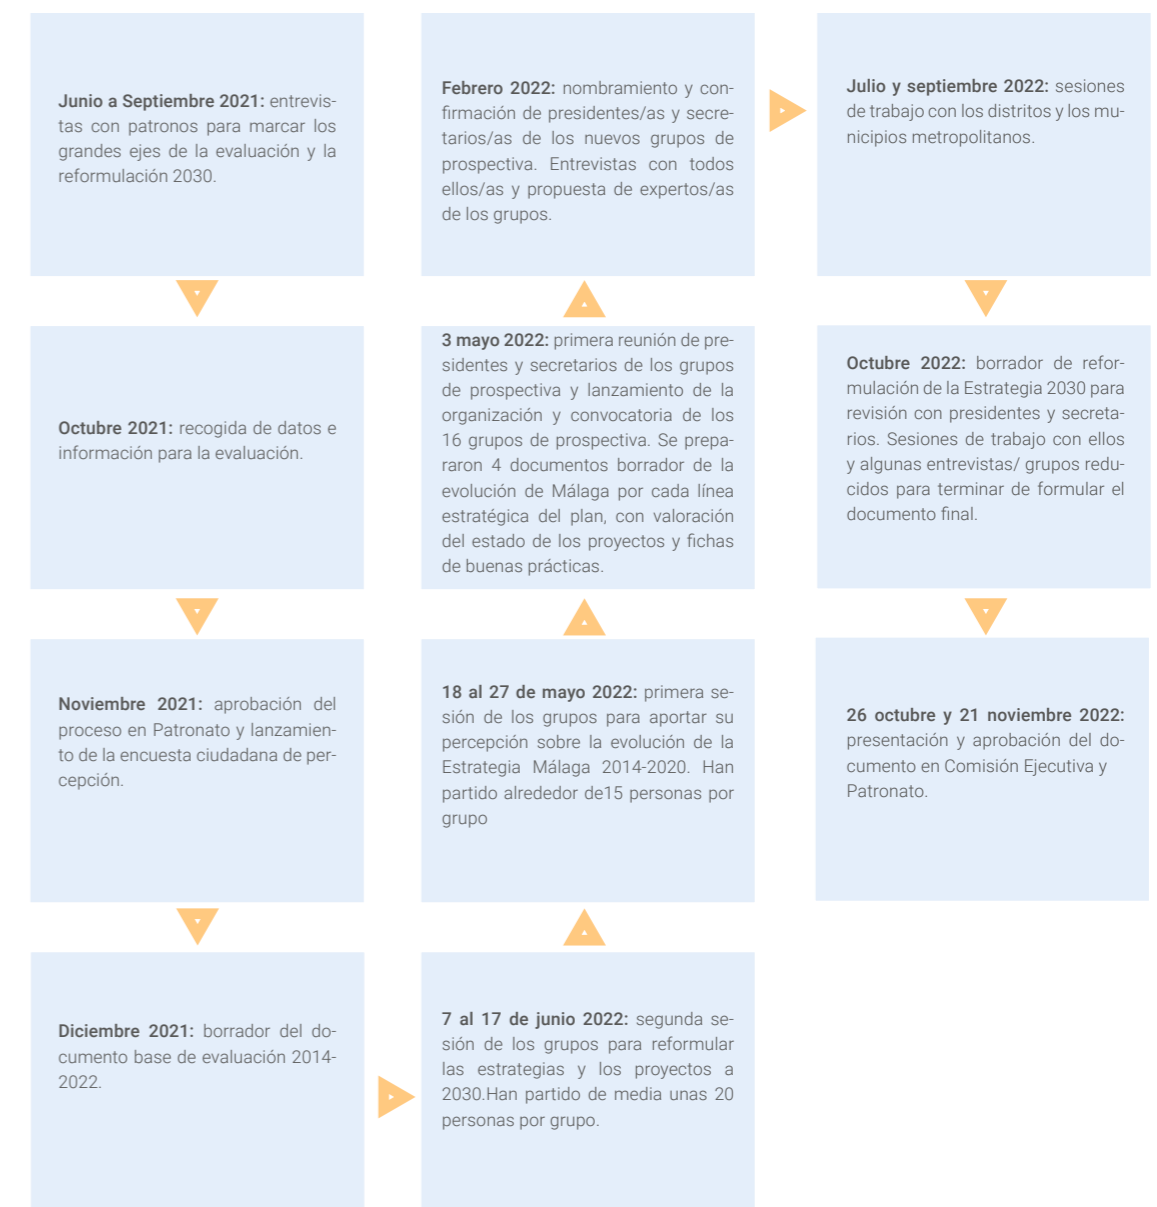 Junio a Septiembre 2021: entrevis-
tas con patronos para marcar los
grandes ejes de la evaluación y la
reformulación 2030.
Octubre 2021: recogida de datos e
información para la evaluación.
Noviembre 2021: aprobación del
proceso en Patronato y lanzamien-
to de la encuesta ciudadana de per-
cepción.
Diciembre 2021: borrador del do-
cumento base de evaluación 2014-
2022.
Febrero 2022: nombramiento y con-
firmación de presidentes/as y secre-
tarios/as de los nuevos grupos de
prospectiva. Entrevistas con todos
ellos/as y propuesta de expertos/as
de los grupos.
3 mayo 2022: primera reunión de pre-
sidentes y secretarios de los grupos
de prospectiva y lanzamiento de la
organización y convocatoria de los
16 grupos de prospectiva. Se prepa-
raron 4 documentos borrador de la
evolución de Málaga por cada línea
estratégica del plan, con valoración
del estado de los proyectos y fichas
de buenas prácticas.
18 al 27 de mayo 2022: primera se-
sión de los grupos para aportar su
percepción sobre la evolución de la
Estrategia Málaga 2014-2020. Han
partido alrededor de15 personas por
grupo
7 al 17 de junio 2022: segunda se-
sión de los grupos para reformular
las estrategias y los proyectos a
2030.Han partido de media unas 20
personas por grupo.
Julio y septiembre 2022: sesiones
de trabajo con los distritos y los mu-
nicipios metropolitanos.
Octubre 2022: borrador de refor-
mulación de la Estrategia 2030 para
revisión con presidentes y secreta-
rios. Sesiones de trabajo con ellos
y algunas entrevistas/ grupos redu-
cidos para terminar de formular el
documento final.
26 octubre y 21 noviembre 2022:
presentación y aprobación del do-
cumento en Comisión Ejecutiva y
Patronato.